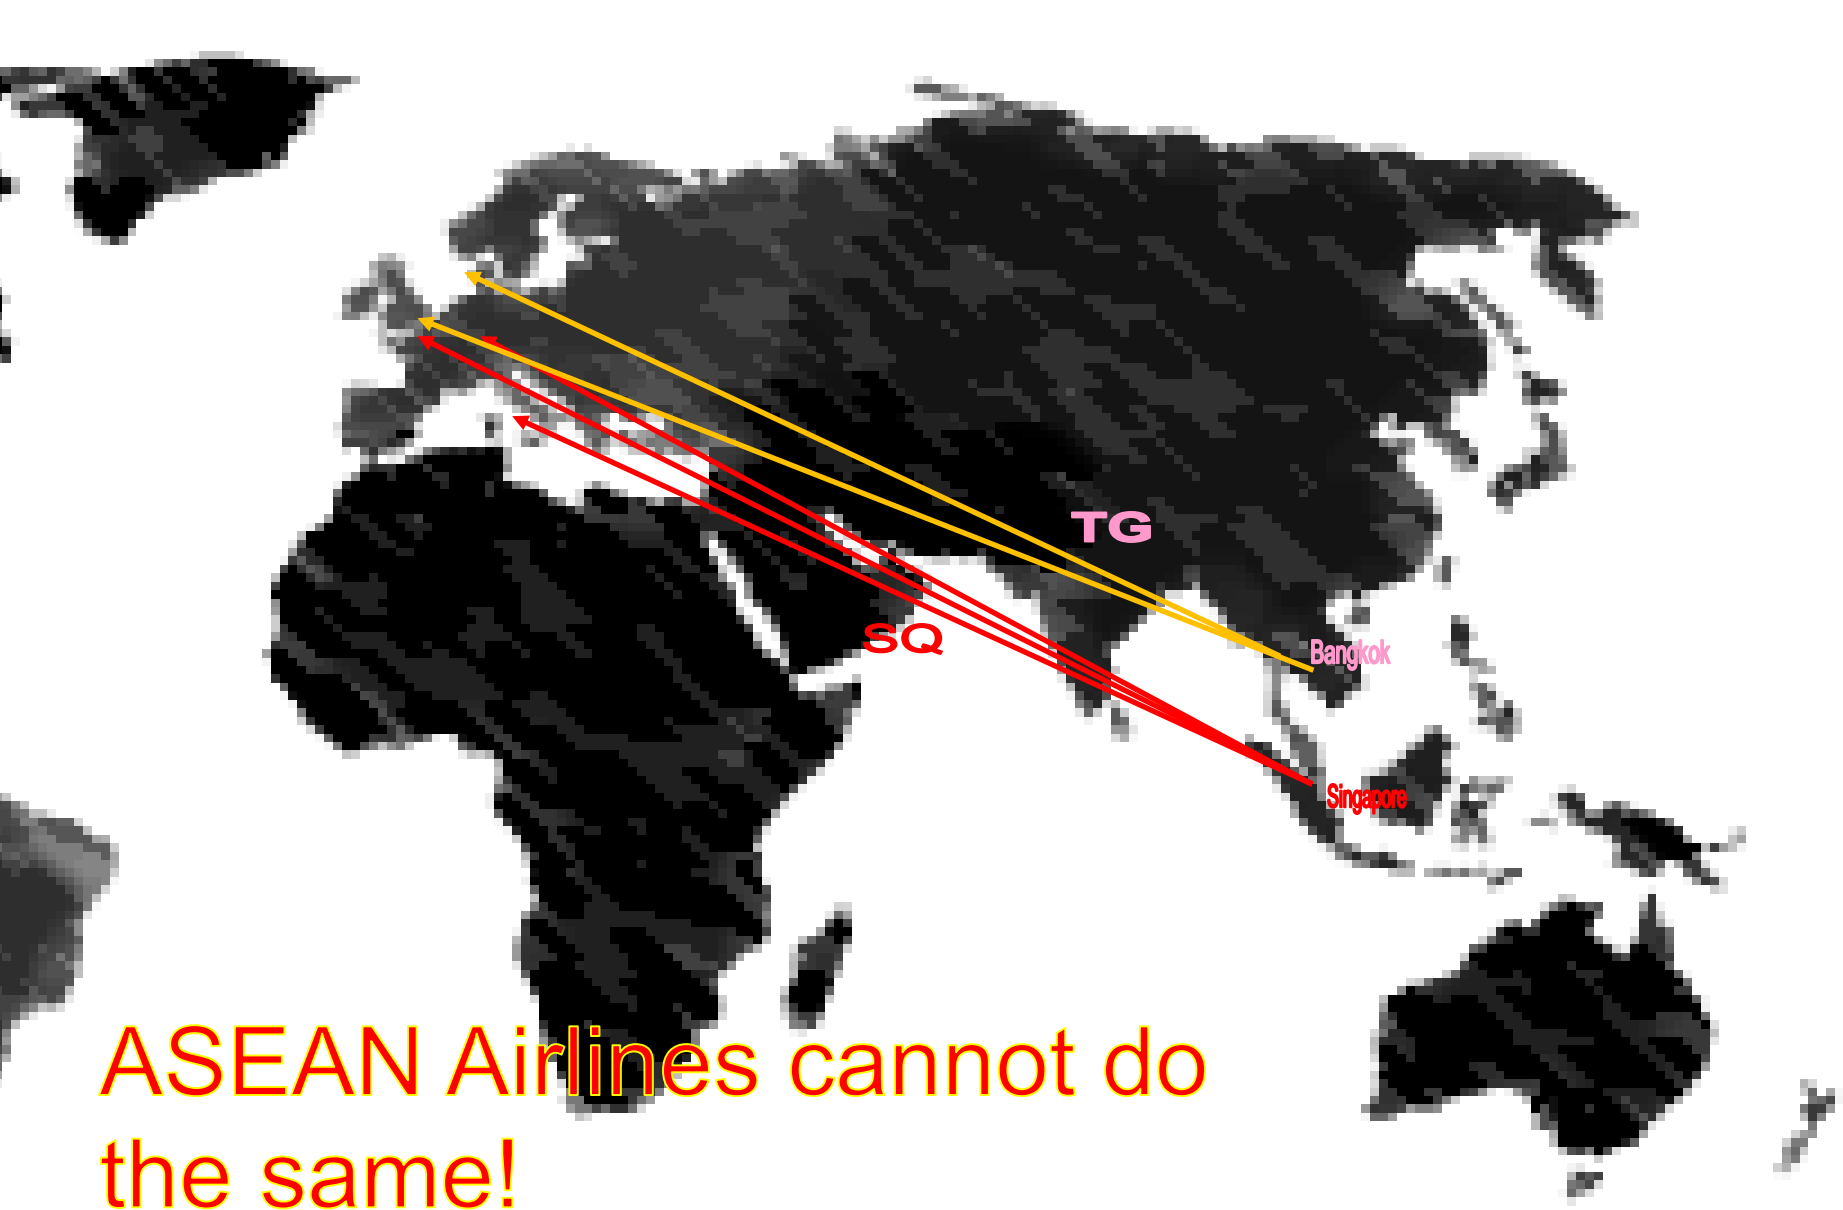 TG
SQ
Bangkok
Singapore
ASEAN Airlines cannot do
the same!